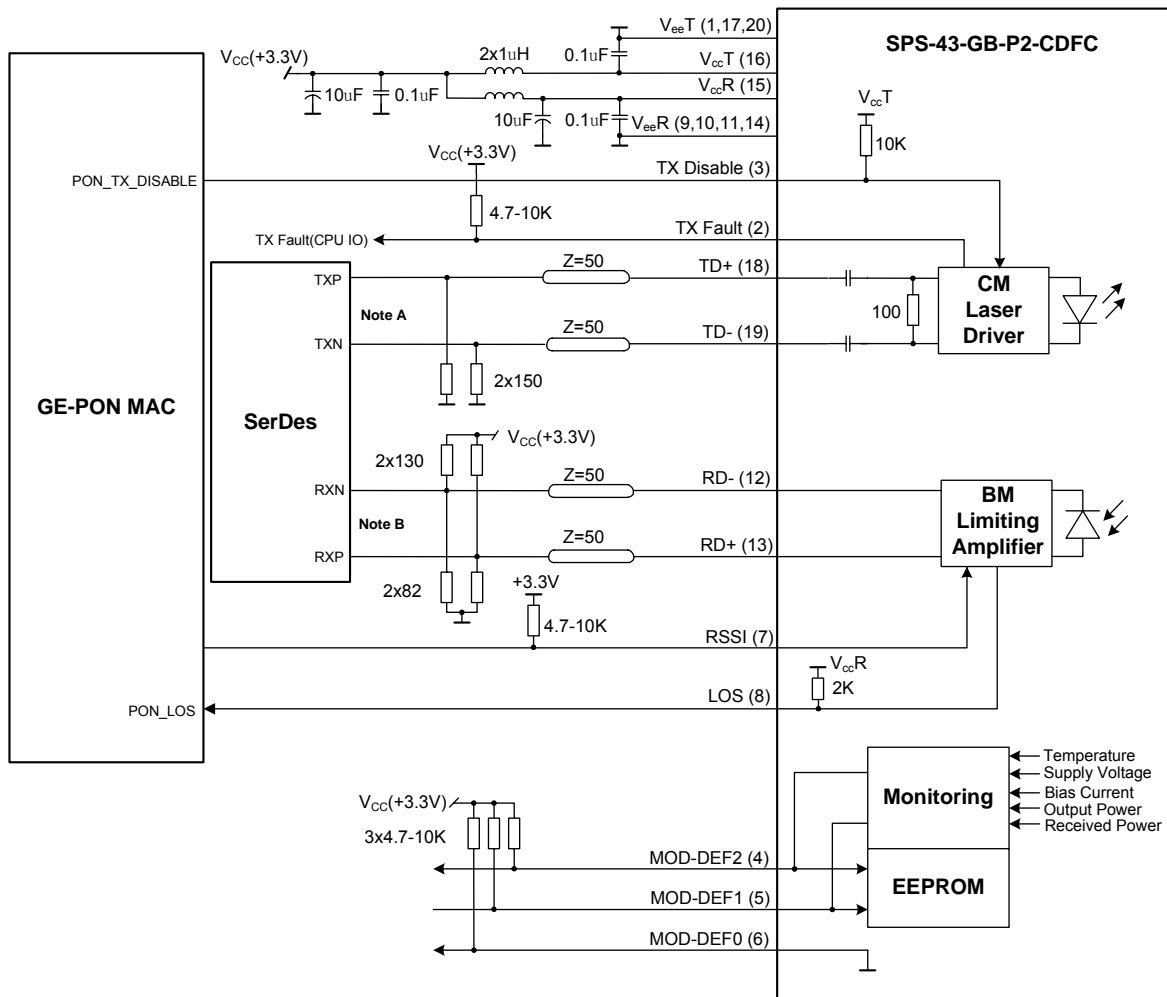 VeeT (1,17,20)
SPS-43-GB-P2-CDFC
VCC(+3.3V)
2x1uH
0.1uF
VccT (16)
VccR (15)
10uF
0.1uF
10uF
0.1uF
VeeR (9,10,11,14)
VccT
10K
VCC(+3.3V)
PON_TX_DISABLE
TX Disable (3)
4.7-10K
TX Fault(CPU IO)
TX Fault (2)
TXP
Z=50
TD+ (18)
Note A
100
CM
Laser
Driver
TXN
Z=50
TD- (19)
2x150
GE-PON MAC
SerDes
VCC(+3.3V)
2x130
RXN
Z=50
RD- (12)
Note B
BM
Limiting
Amplifier
RXP
Z=50
RD+ (13)
2x82
+3.3V
4.7-10K
RSSI (7)
VccR
2K
PON_LOS
LOS (8)
Temperature
Supply Voltage
Bias Current
Output Power
Received Power
Monitoring
VCC(+3.3V)
3x4.7-10K
MOD-DEF2 (4)
EEPROM
MOD-DEF1 (5)
MOD-DEF0 (6)